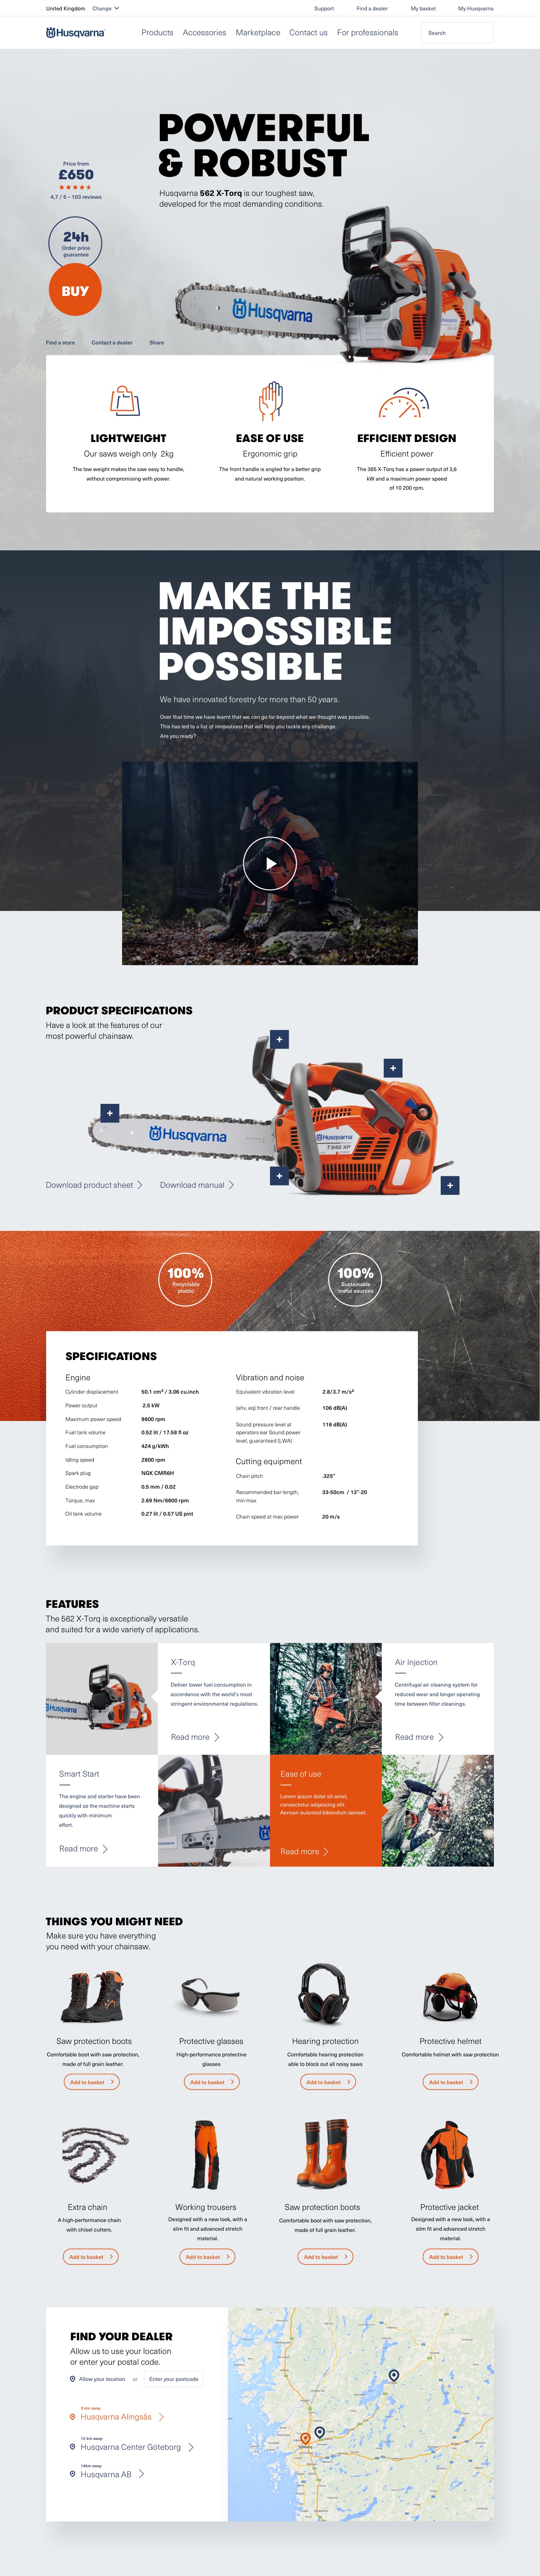 United Kingdom Change
Support Find a dealer My basket My Husqvarna
Husqvarna
Products Accessories Marketplace Contact us For professionals
Search
POWERFUL
& ROBUST
Husqvarna 562 X-Torq is our toughest saw,
developed for the most demanding conditions.
Price from
£650
4,7 / 5 – 103 reviews
24h
Order price
guarantee
BUY
Husqvarna
Find a store Contact a dealer Share
LIGHTWEIGHT
Our saws weigh only 2kg
The low weight makes the saw easy to handle,
without compromising with power.
EASE OF USE
Ergonomic grip
The front handle is angled for a better grip
and natural working position.
EFFICIENT DESIGN
Efficient power
The 365 X-Torq has a power output of 3,6
kW and a maximum power speed
of 10 200 rpm.
MAKE THE
IMPOSSIBLE
POSSIBLE
We have innovated forestry for more than 50 years.
Over that time we have learnt that we can go far beyond what we thought was possible.
This has led to a fist of innovations that will help you tackle any challenge.
Are you ready?
PRODUCT SPECIFICATIONS
Have a look at the features of our
most powerful chainsaw.
Husqvarna
Husqvarna
T540 XP
Download product sheet Download manual
100%
Recyclable
plastic
100%
Sustainable
metal sources
SPECIFICATIONS
Engine
Cylinder displacement 50.1 cm² / 3.06 cu.inch
Power output 2.5 kW
Maximum power speed 9600 rpm
Fuel tank volume 0.52 lit / 17.58 fl oz
Fuel consumption 424 g/kWh
Idling speed 2800 rpm
Spark plug NGK CMR6H
Electrode gap 0.5 mm / 0.02
Torque, max 2.69 Nm/6600 rpm
Oil tank volume 0.27 lit / 0.57 US pint
Vibration and noise
Equivalent vibration level 2.8/3.7 m/s²
(ahv, eq) front / rear handle 106 dB(A)
Sound pressure level at 116 dB(A)
operators ear Sound power
level, guaranteed (LWA)
Cutting equipment
Chain pitch .325"
Recommended bar length, 33-50cm / 13"-20
min-max
Chain speed at max power 20 m/s
FEATURES
The 562 X-Torq is exceptionally versatile
and suited for a wide variety of applications.
X-Torq
Deliver lower fuel consumption in
accordance with the world's most
stringent environmental regulations.
Read more
Air Injection
Centrifugal air cleaning system for
reduced wear and longer operating
time between filter cleanings.
Read more
Smart Start
The engine and starter have been
designed so the machine starts
quickly with minimum
effort.
Read more
Ease of use
Lorem ipsum dolor sit amet,
consectetur adipiscing elit.
Aenean euismod bibendum laoreet.
Read more
THINGS YOU MIGHT NEED
Make sure you have everything
you need with your chainsaw.
Saw protection boots
Comfortable boot with saw protection,
made of full grain leather.
Add to basket
Protective glasses
High-performance protective
glasses
Add to basket
Hearing protection
Comfortable hearing protection
able to block out all noisy saws
Add to basket
Protective helmet
Comfortable helmet with saw protection
Add to basket
Extra chain
A high-performance chain
with chisel cutters.
Add to basket
Working trousers
Designed with a new look, with a
slim fit and advanced stretch
material.
Add to basket
Saw protection boots
Comfortable boot with saw protection,
made of full grain leather.
Add to basket
Protective jacket
Designed with a new look, with a
slim fit and advanced stretch
material.
Add to basket
FIND YOUR DEALER
Allow us to use your location
or enter your postal code.
Allow your location or Enter your postcode
9 km away
Husqvarna Alingsås
12 km away
Husqvarna Center Göteborg
14km away
Husqvarna AB